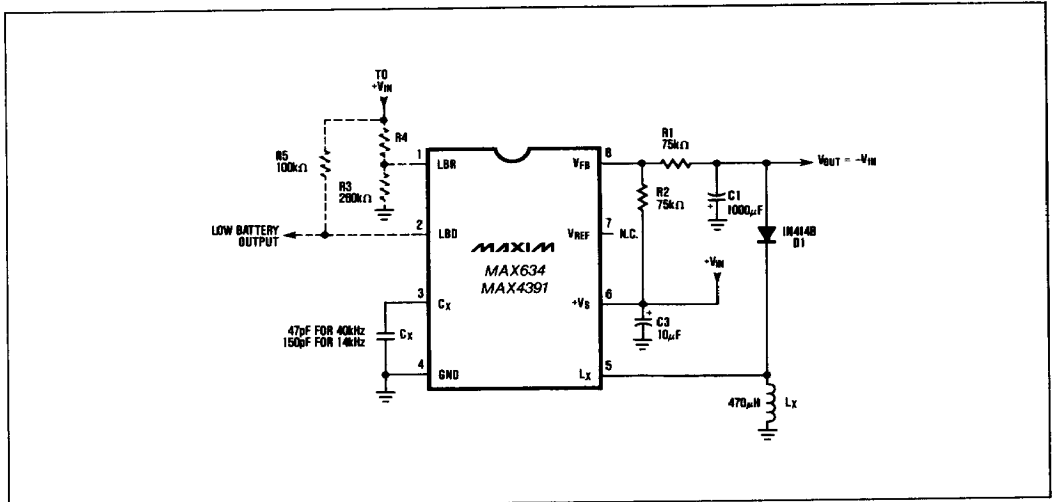 TO
+VIN
R4
R5
100kΩ
R3
260kΩ
LOW BATTERY
OUTPUT
47pF FOR 40kHz
150pF FOR 14kHz
CX
1
LBR
2
LBD
3
CX
4
GND
MAXIM
MAX634
MAX4391
8
VFB
7
VREF
N.C.
6
+VS
5
LX
R1
75kΩ
R2
75kΩ
C1
1000µF
VOUT = -VIN
IN4148
D1
+VIN
C3
10µF
470µH
LX